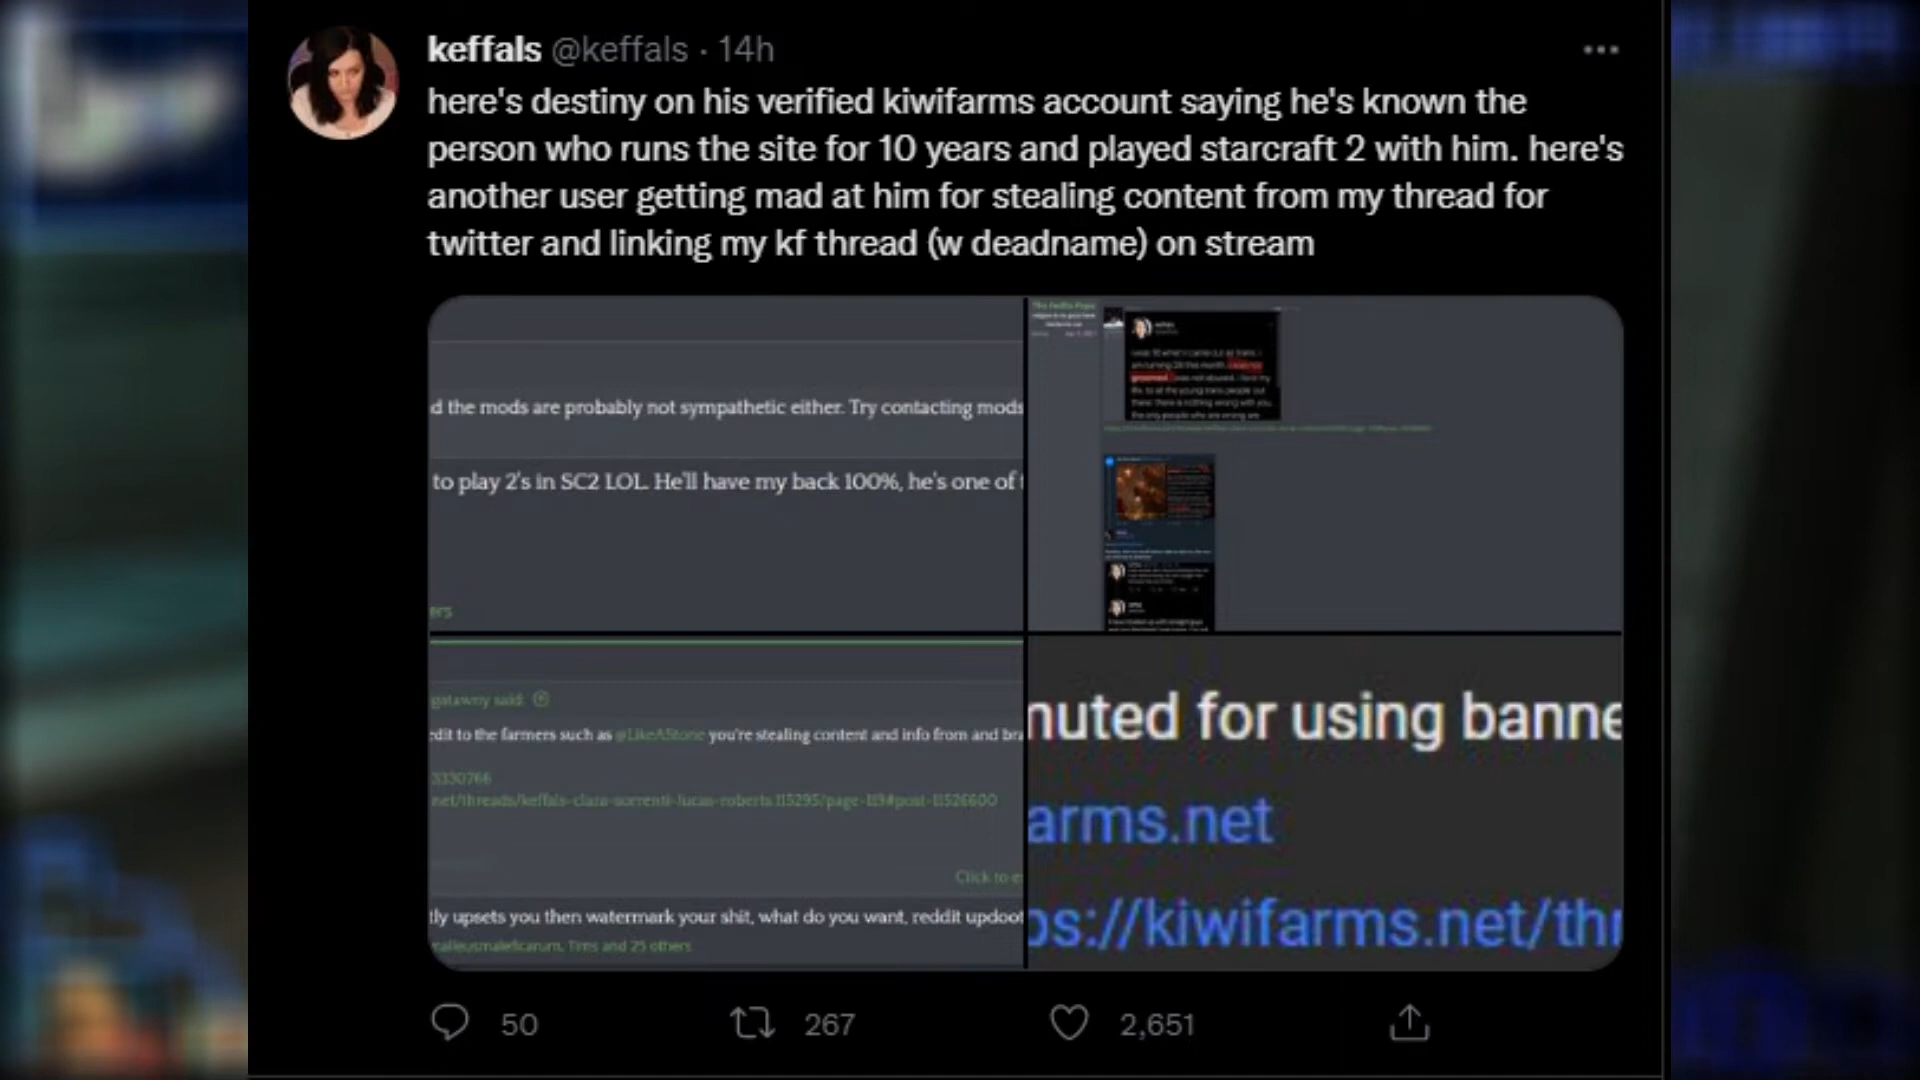 keffals @keffals · 14h
here's destiny on his verified kiwifarms account saying he's known the
person who runs the site for 10 years and played starcraft 2 with him. here's
another user getting mad at him for stealing content from my thread for
twitter and linking my kf thread (w deadname) on stream
d the mods are probably not sympathetic either. Try contacting mods
to play 2's in SC2 LOL. He'll have my back 100%, he's one of
ers
gatawny said:
edit to the farmers such as @LikeAStone you're stealing content and info from and bra
3330766
net/threads/keffals-clara-sorrenti-lucas-roberts.115295/page-119#post-11526600
Click to e
tly upsets you then watermark your shit, what do you want, reddit updoot
malleusmaleficarum, Tims and 25 others
muted for using banne
arms.net
ps://kiwifarms.net/thr
50
267
2,651